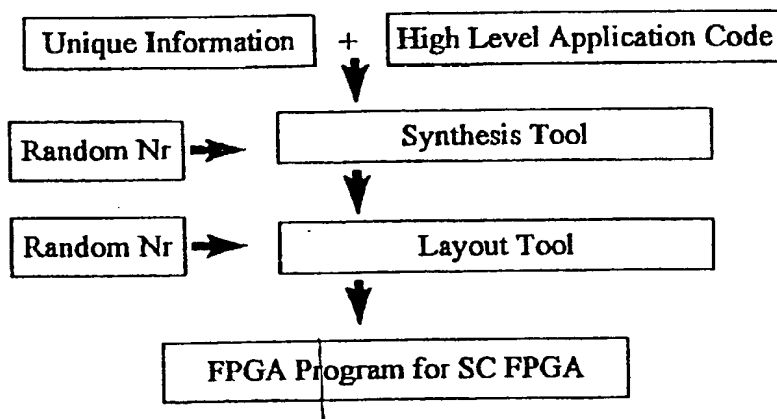 Unique Information + High Level Application Code
Random Nr Synthesis Tool
Random Nr Layout Tool
FPGA Program for SC FPGA